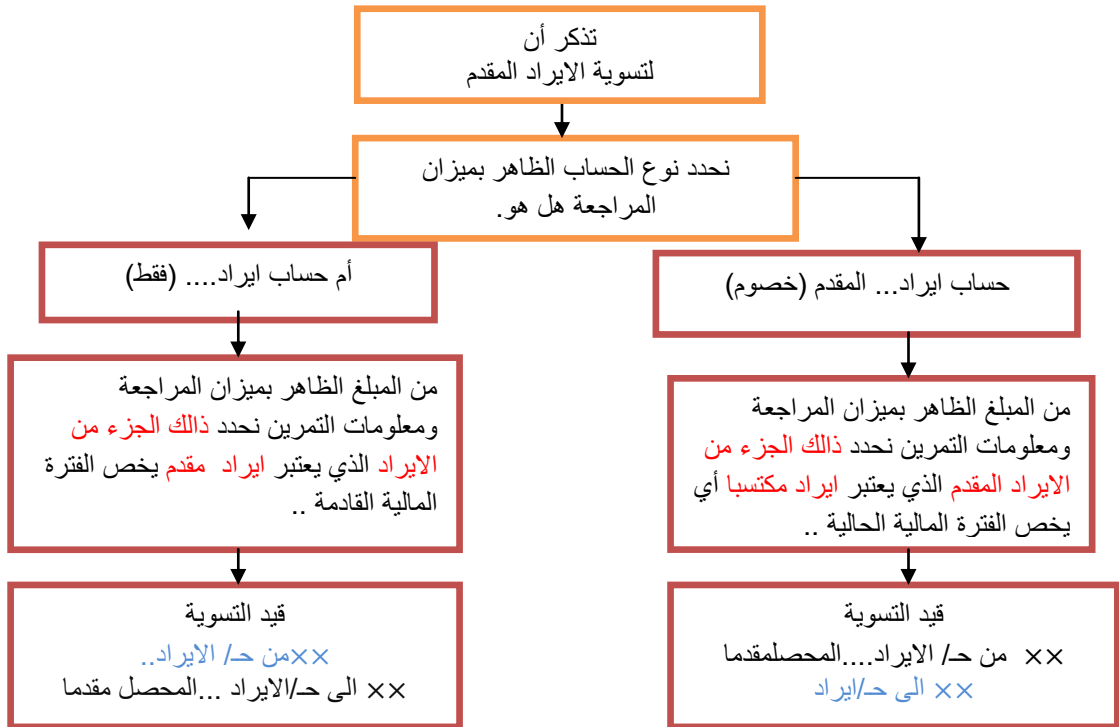 تذكر أن
لتسوية الايراد المقدم
نحدد نوع الحساب الظاهر بميزان
المراجعة هل هو.
حساب ايراد... المقدم (خصوم)
أم حساب ايراد.... (فقط)
من المبلغ الظاهر بميزان المراجعة
ومعلومات التمرين نحدد ذالك الجزء من
الايراد المقدم الذي يعتبر ايراد مكتسبا أي
يخص الفترة المالية الحالية ..
من المبلغ الظاهر بميزان المراجعة
ومعلومات التمرين نحدد ذالك الجزء من
الايراد الذي يعتبر ايراد مقدم يخص الفترة
المالية القادمة ..
قيد التسوية
×× من حـ/ الايراد....المحصلمقدما
×× الى حـ/ايراد
قيد التسوية
××من حـ/ الايراد..
×× الى حـ/الايراد ...المحصل مقدما